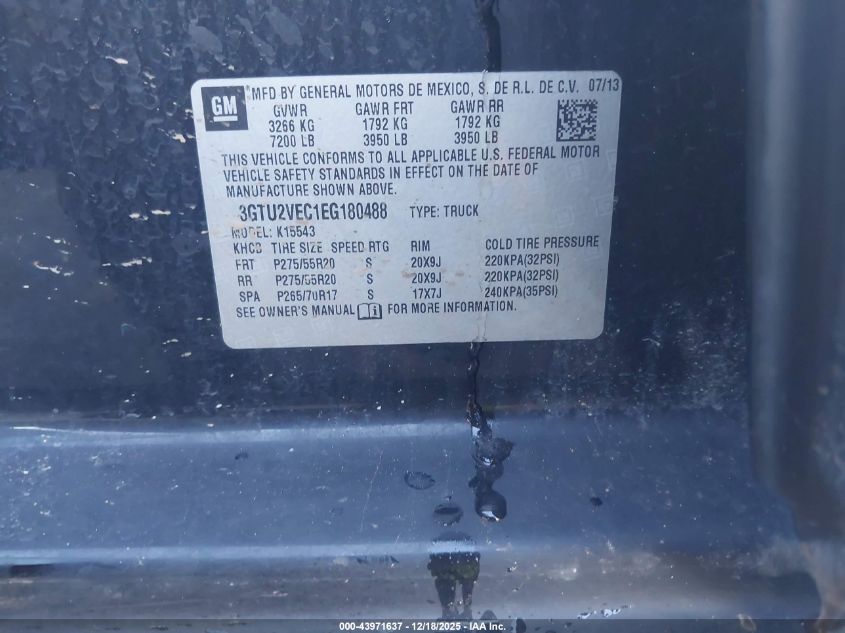 GM
MFD BY GENERAL MOTORS DE MEXICO, S. DE R.L. DE C.V. 07/13
GVWR GAWR FRT GAWR RR
3266 KG 1792 KG 1792 KG
7200 LB 3950 LB 3950 LB
THIS VEHICLE CONFORMS TO ALL APPLICABLE U.S. FEDERAL MOTOR
VEHICLE SAFETY STANDARDS IN EFFECT ON THE DATE OF
MANUFACTURE SHOWN ABOVE.
3GTU2VEC1EG180488 TYPE: TRUCK
MODEL: K15543
KHCB TIRE SIZE SPEED RTG RIM COLD TIRE PRESSURE
FRT P275/55R20 S 20X9J 220KPA(32PSI)
RR P275/55R20 S 20X9J 220KPA(32PSI)
SPA P265/70R17 S 17X7J 240KPA(35PSI)
SEE OWNER'S MANUAL i FOR MORE INFORMATION.
000-43971637 - 12/18/2025 - IAA Inc.